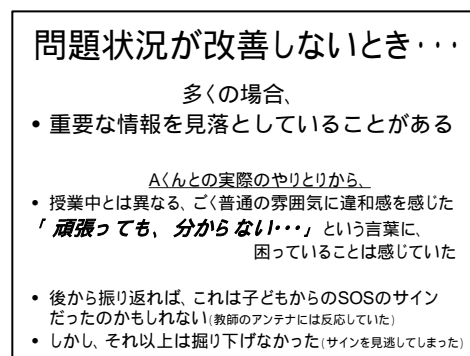 問題状況が改善しないとき・・・
多くの場合、
• 重要な情報を見落としていることがある
Aくんとの実際のやりとりから、
• 授業中とは異なる、ごく普通の雰囲気に違和感を感じた
「頑張っても、分からない・・・」という言葉に、
困っていることは感じていた
• 後から振り返れば、これは子どもからのSOSのサイン
だったのかもしれない(教師のアンテナには反応していた)
• しかし、それ以上は掘り下げなかった(サインを見逃してしまった)